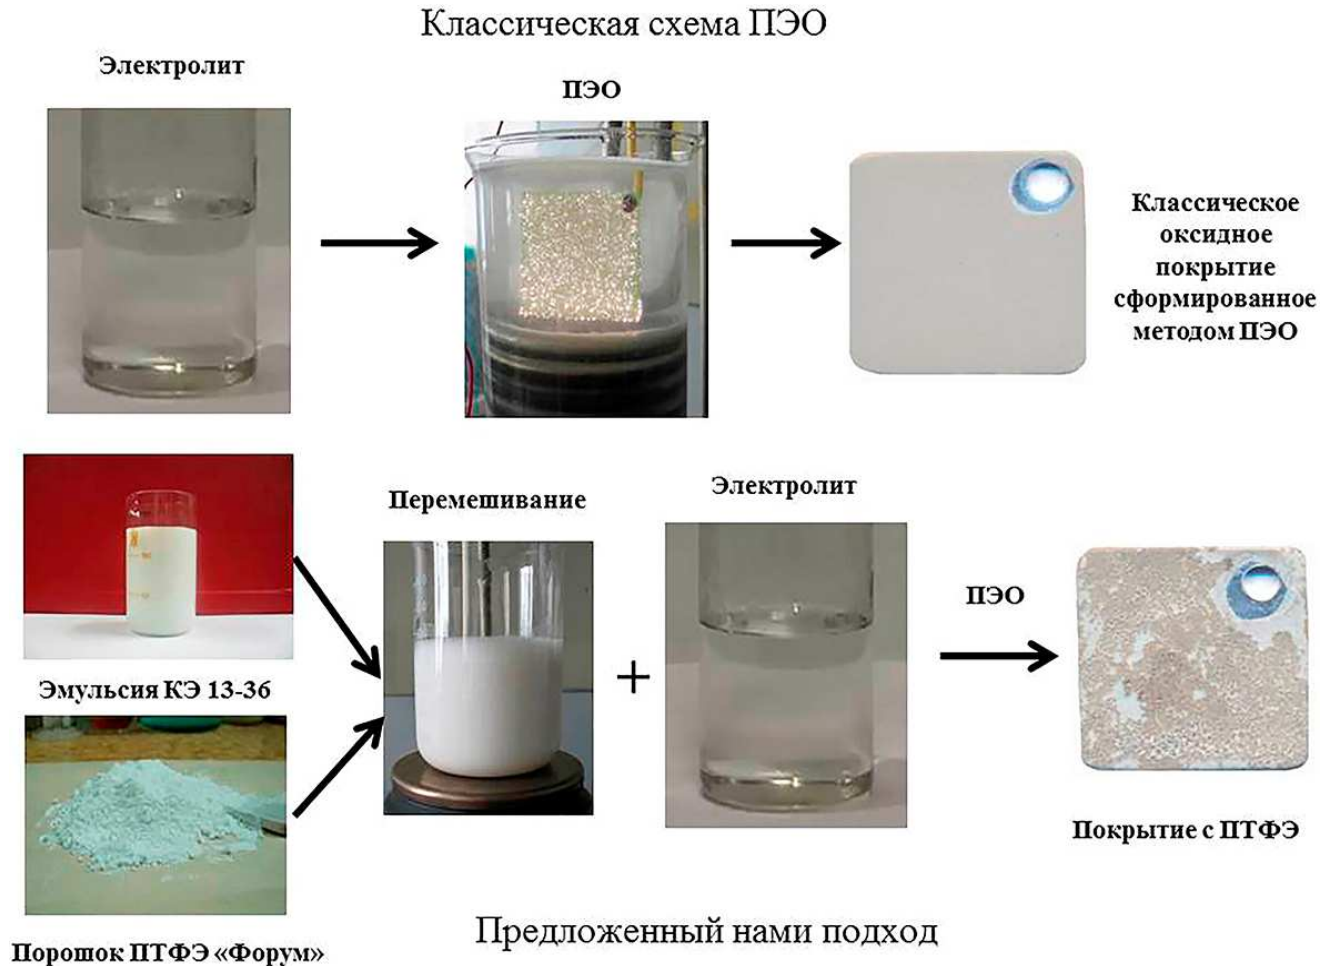 Классическая схема ПЭО
Электролит
ПЭО
Классическое
оксидное
покрытие
сформированное
методом ПЭО
Перемешивание
Электролит
ПЭО
Эмульсия КЭ 13-36
Покрытие с ПТФЭ
Порошок ПТФЭ «Форум»
Предложенный нами подход